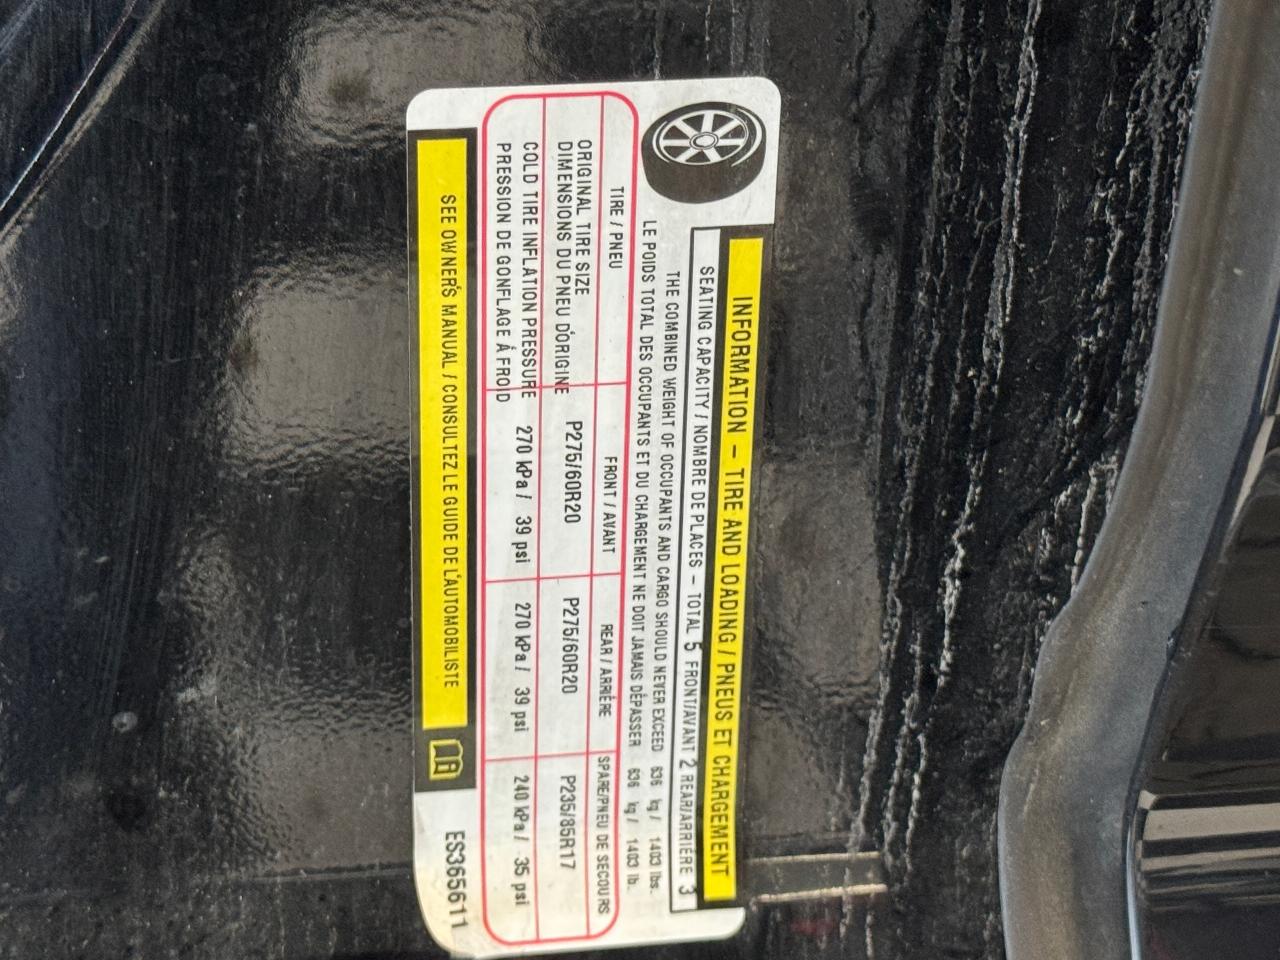 INFORMATION – TIRE AND LOADING / PNEUS ET CHARGEMENT
SEATING CAPACITY / NOMBRE DE PLACES – TOTAL 5 FRONT/AVANT 2 REAR/ARRIÈRE 3
THE COMBINED WEIGHT OF OCCUPANTS AND CARGO SHOULD NEVER EXCEED 636 kg / 1403 lbs.
LE POIDS TOTAL DES OCCUPANTS ET DU CHARGEMENT NE DOIT JAMAIS DÉPASSER 636 kg / 1403 lb.
TIRE / PNEU FRONT / AVANT REAR / ARRIÈRE SPARE/PNEU DE SECOURS
ORIGINAL TIRE SIZE
DIMENSIONS DU PNEU D'ORIGINE P275/60R20 P275/60R20 P235/85R17
COLD TIRE INFLATION PRESSURE
PRESSION DE GONFLAGE À FROID 270 kPa / 39 psi 270 kPa / 39 psi 240 kPa / 35 psi
SEE OWNER'S MANUAL / CONSULTEZ LE GUIDE DE L'AUTOMOBILISTE
ES365611